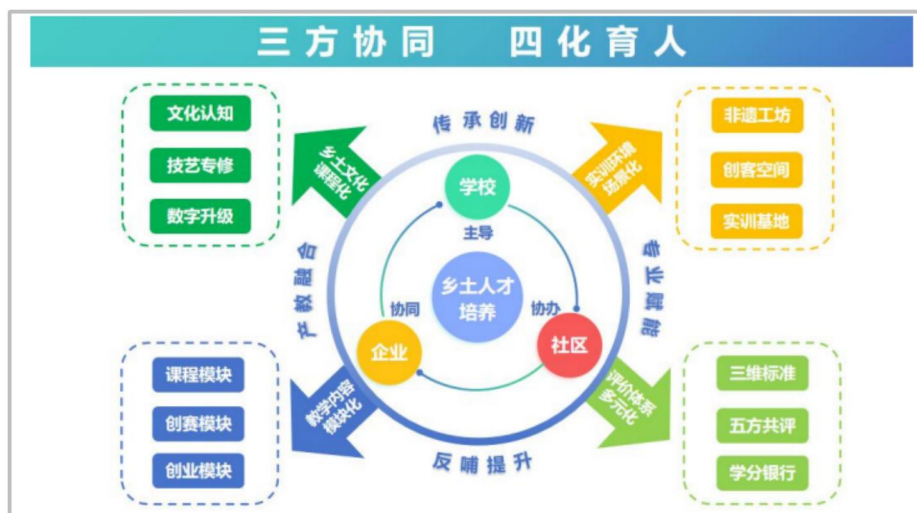 三方协同 四化育人
文化认知
技艺专修
数字升级
乡土文化
课程化
传承创新
实训环境
场景化
非遗工坊
创客空间
实训基地
学校
主导
产教融合
乡土人才
培养
专业赋能
协同
协办
企业
社区
课程模块
创赛模块
创业模块
教学内容
模块化
反哺提升
评价体系
多元化
三维标准
五方共评
学分银行